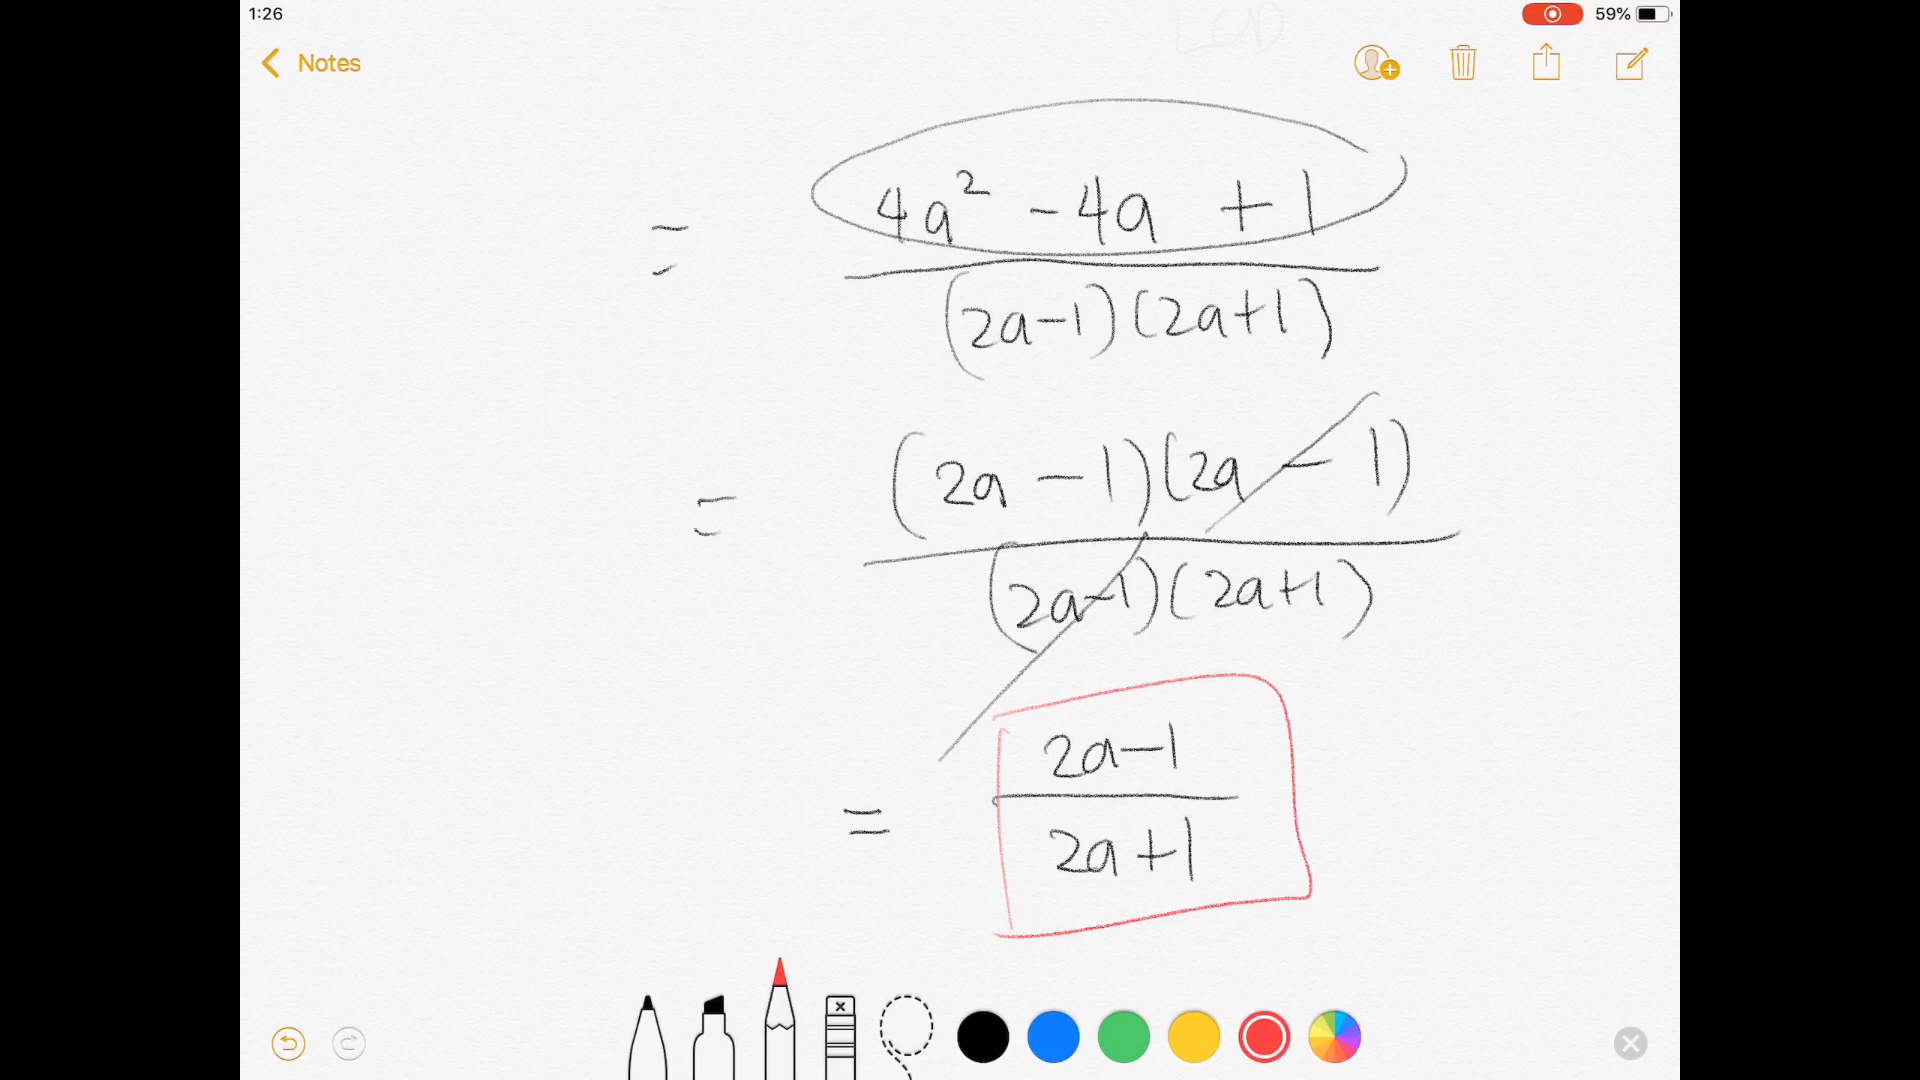 1:26
59%
Notes
LCD
= 4a² - 4a + 1
(2a-1)(2a+1)
= (2a - 1)(2a - 1)
(2a-1)(2a+1)
2a-1
=
2a+1